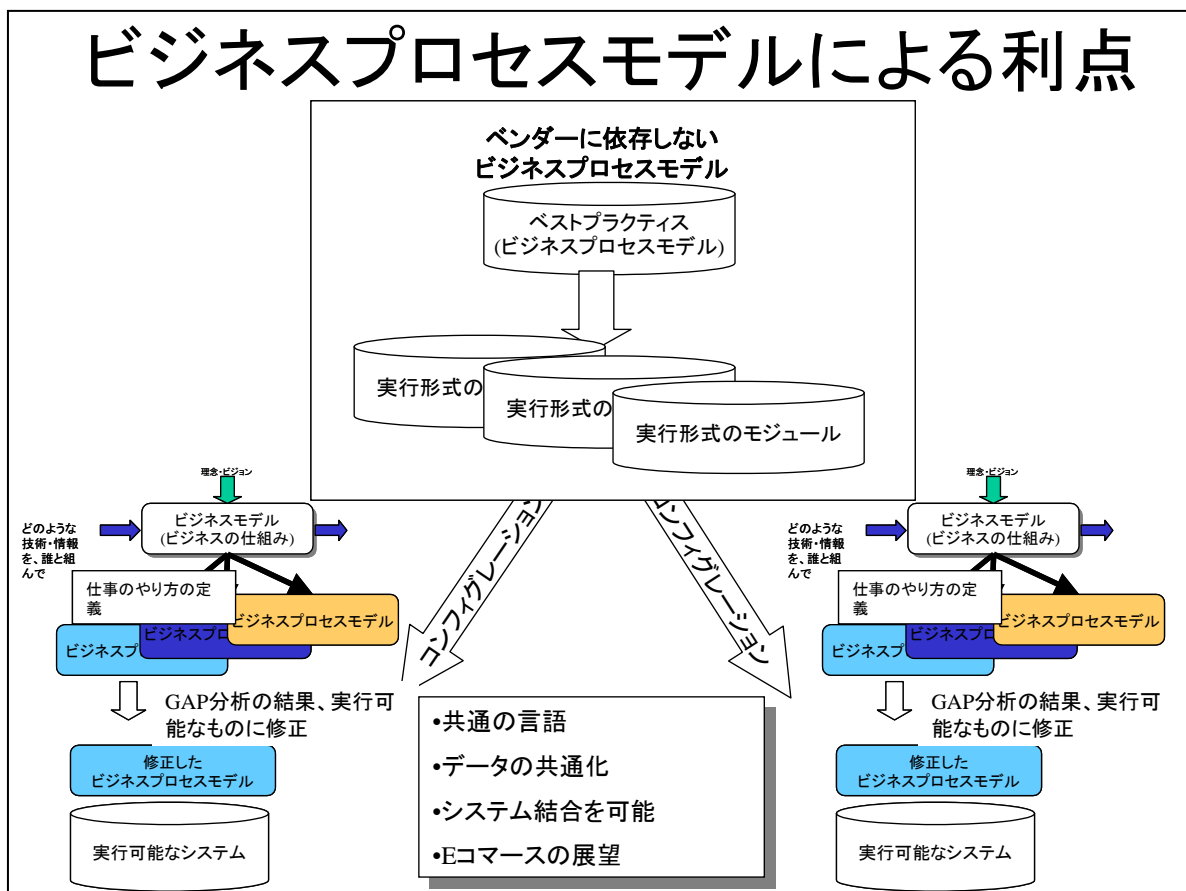 ビジネスプロセスモデルによる利点
ベンダーに依存しない
ビジネスプロセスモデル
ベストプラクティス
(ビジネスプロセスモデル)
実行形式の
実行形式の
実行形式のモジュール
コンフィグレーション
コンフィグレーション
理念・ビジョン
どのような
技術・情報
を、誰と組
んで
ビジネスモデル
(ビジネスの仕組み)
仕事のやり方の定
義
ビジネスプ
ビジネスプロ
ビジネスプロセスモデル
GAP分析の結果、実行可
能なものに修正
修正した
ビジネスプロセスモデル
実行可能なシステム
•共通の言語
•データの共通化
•システム結合を可能
•Eコマースの展望
理念・ビジョン
どのような
技術・情報
を、誰と組
んで
ビジネスモデル
(ビジネスの仕組み)
仕事のやり方の定
義
ビジネスプ
ビジネスプロ
ビジネスプロセスモデル
GAP分析の結果、実行可
能なものに修正
修正した
ビジネスプロセスモデル
実行可能なシステム